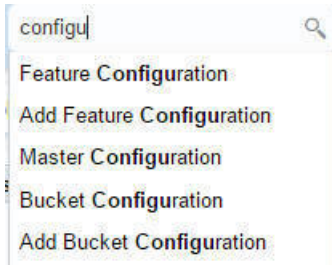 configu
Feature Configuration
Add Feature Configuration
Master Configuration
Bucket Configuration
Add Bucket Configuration